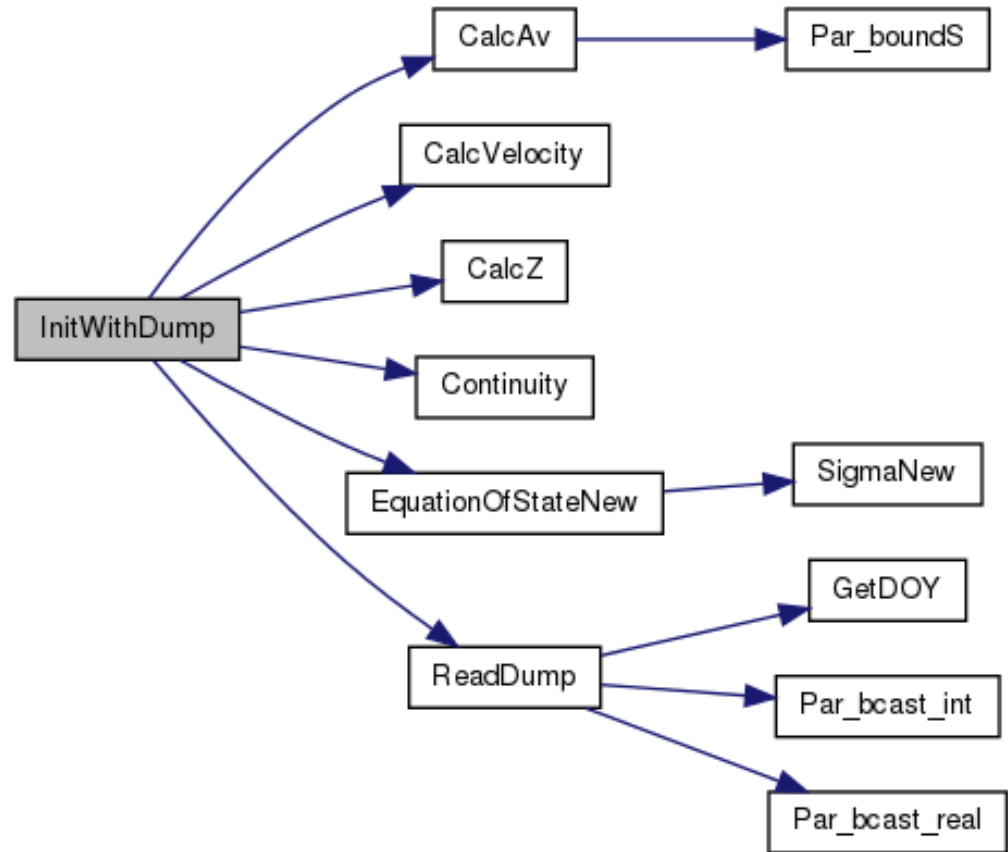 CalcAv
Par_boundS
CalcVelocity
CalcZ
InitWithDump
Continuity
EquationOfStateNew
SigmaNew
GetDOY
ReadDump
Par_bcast_int
Par_bcast_real